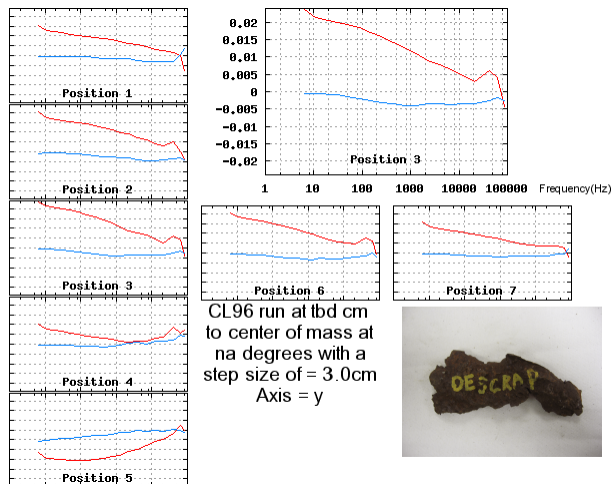 Position 1
Position 2
Position 3
Position 4
Position 5
0.02
0.015
0.01
0.005
0
-0.005
-0.01
-0.015
-0.02
Position 3
1 10 100 1000 10000 100000 Frequency(Hz)
Position 6
Position 7
CL96 run at tbd cm
to center of mass at
na degrees with a
step size of = 3.0cm
Axis = y
DESCRAP